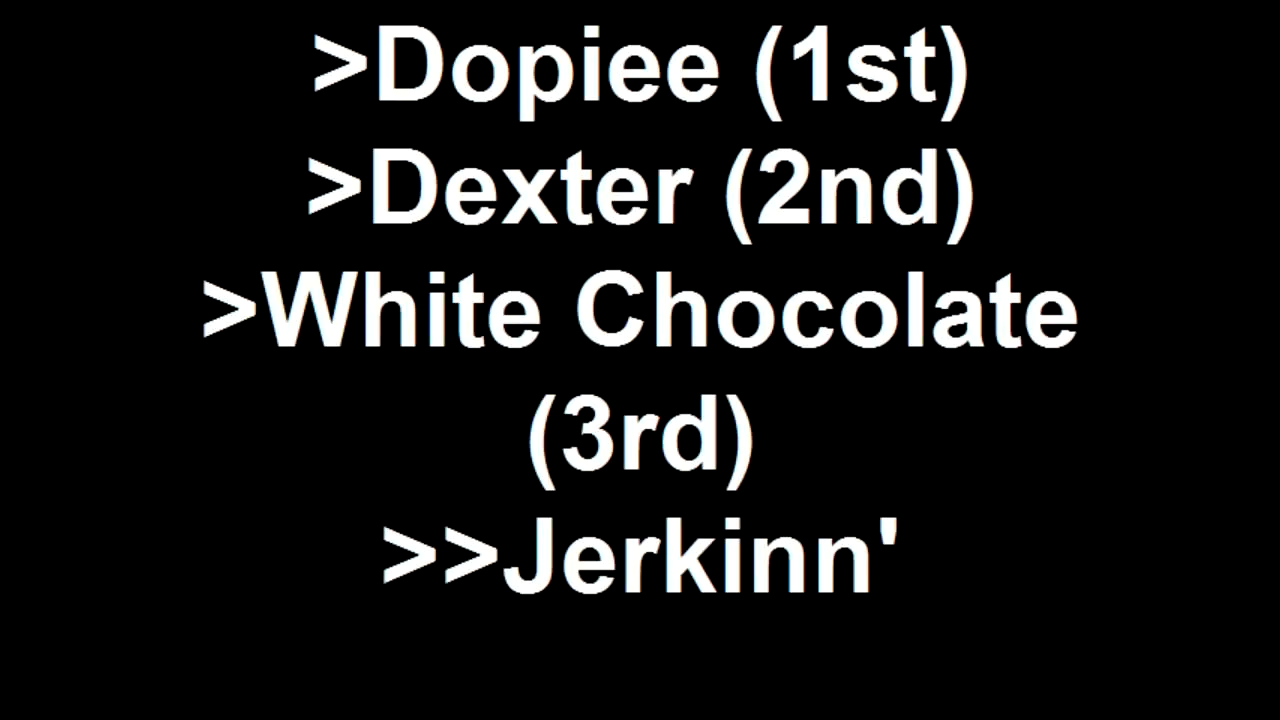 >Dopiee (1st)
>Dexter (2nd)
>White Chocolate
(3rd)
>>Jerkinn'